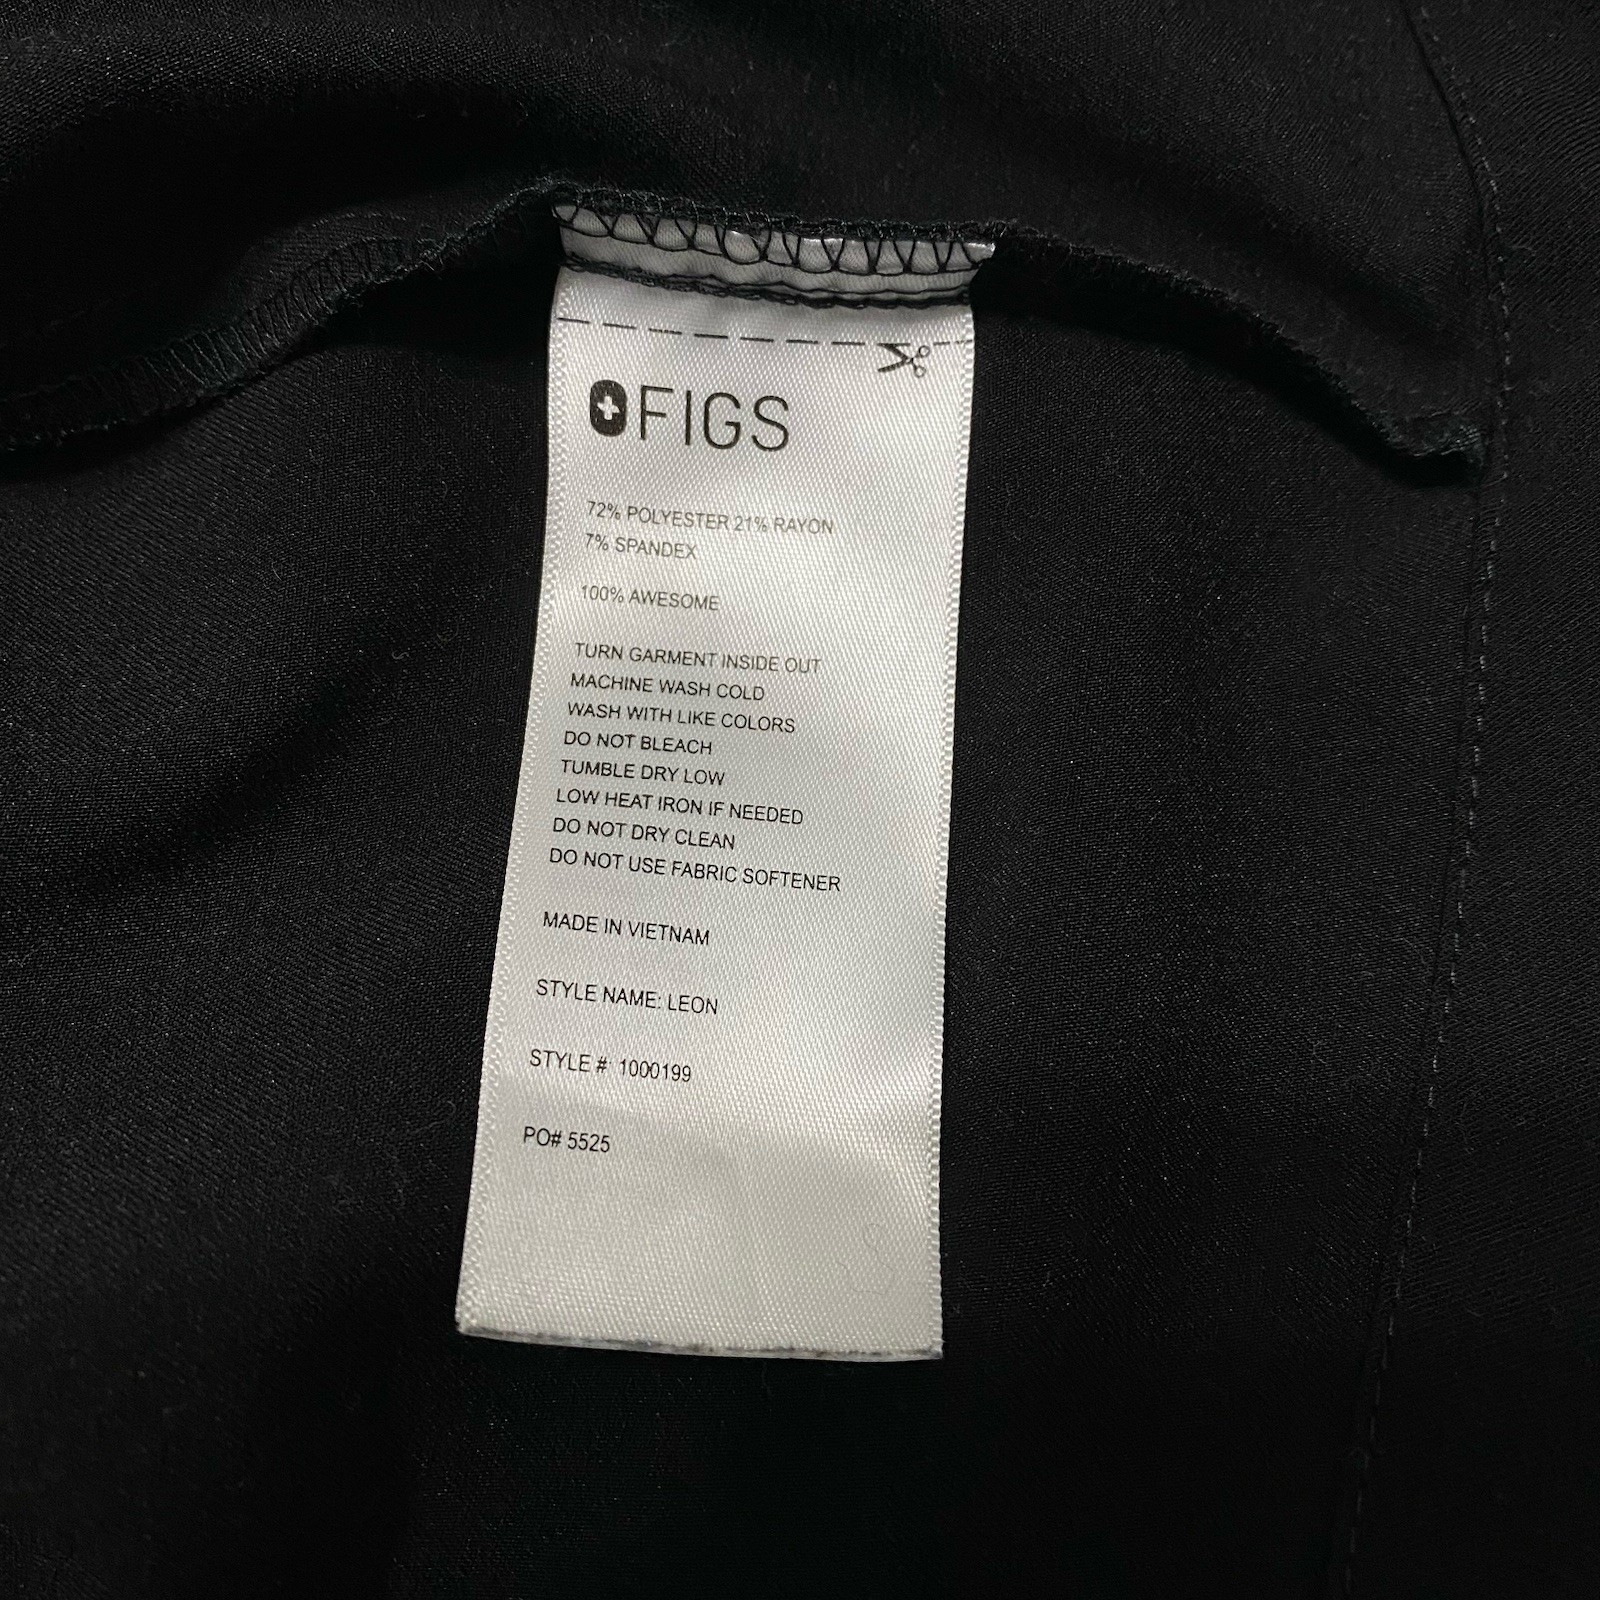 FIGS
72% POLYESTER 21% RAYON
7% SPANDEX
100% AWESOME
TURN GARMENT INSIDE OUT
MACHINE WASH COLD
WASH WITH LIKE COLORS
DO NOT BLEACH
TUMBLE DRY LOW
LOW HEAT IRON IF NEEDED
DO NOT DRY CLEAN
DO NOT USE FABRIC SOFTENER
MADE IN VIETNAM
STYLE NAME: LEON
STYLE # 1000199
PO# 5525